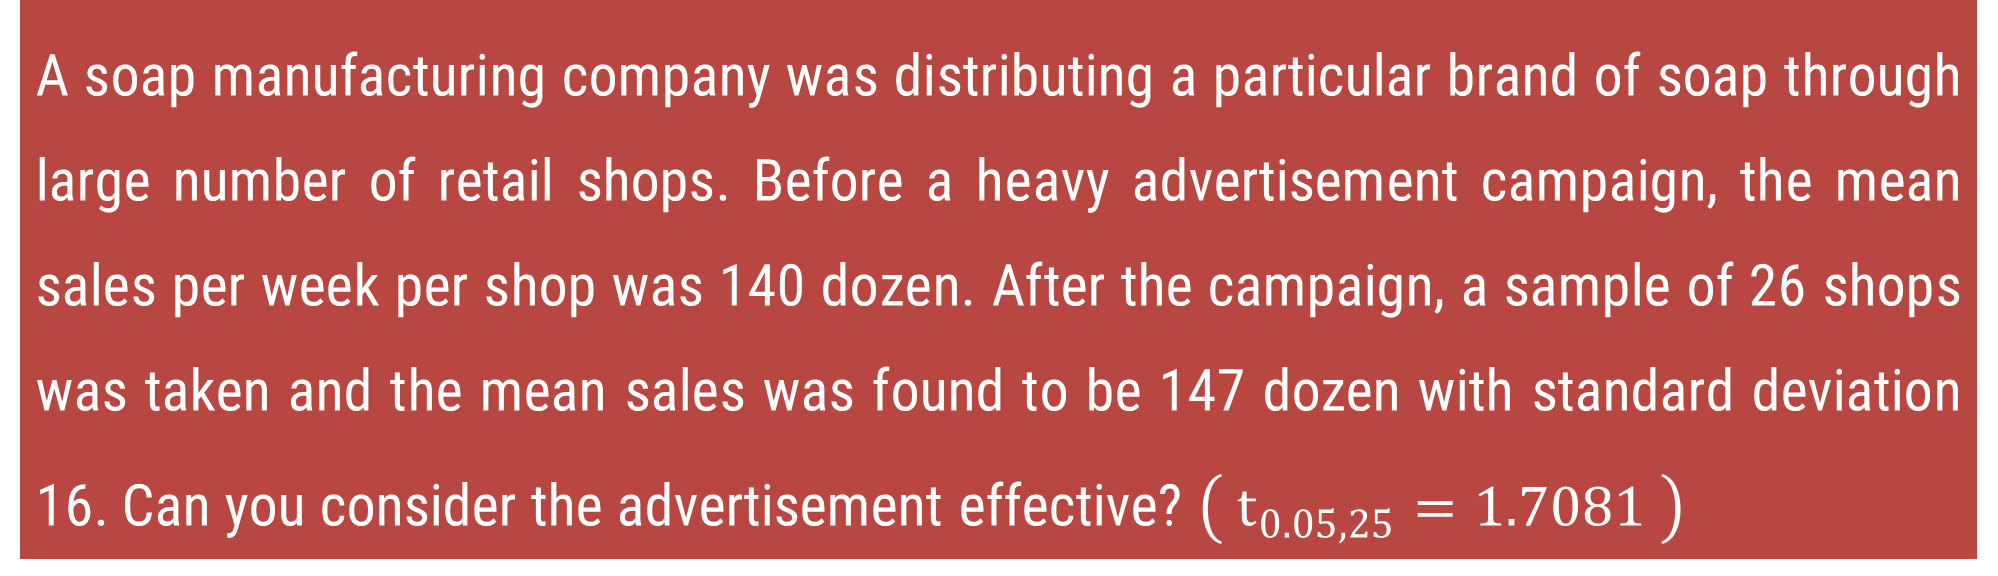 A soap manufacturing company was distributing a particular brand of soap through
large number of retail shops. Before a heavy advertisement campaign, the mean
sales per week per shop was 140 dozen. After the campaign, a sample of 26 shops
was taken and the mean sales was found to be 147 dozen with standard deviation
16. Can you consider the advertisement effective? ( t₀.₀₅,₂₅ = 1.7081 )